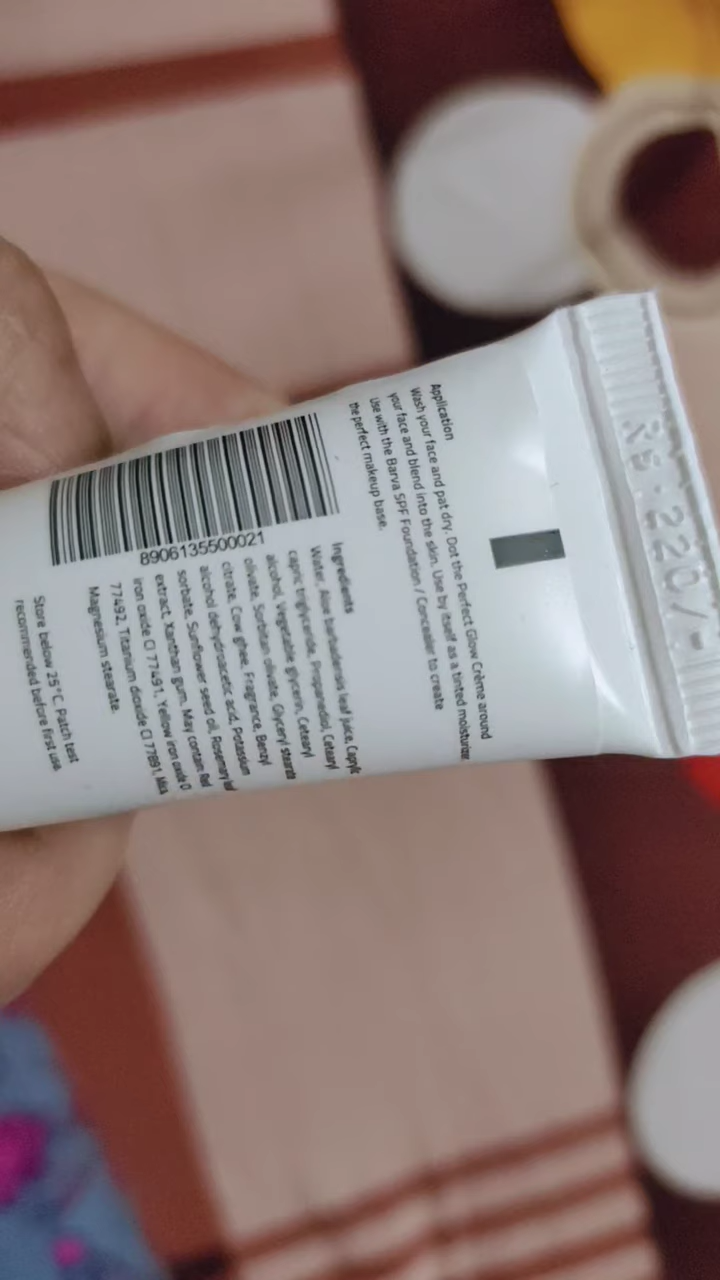 Rs.:220/-
Application
Wash your face and pat dry. Dot the Perfect Glow Crème around
your face and blend into the skin. Use by itself as a tinted moisturizer.
Use with the Barva SPF Foundation / Concealer to create
the perfect makeup base.
8906135500021
Ingredients
Water, Aloe barbadensis leaf juice, Caprylic
capric triglyceride, Propanediol, Cetearyl
alcohol, Vegetable glycerin, Cetearyl
olivate, Sorbitan olivate, Glyceryl stearate
citrate, Cow ghee, Fragrance, Benzyl
alcohol dehydroacetic acid, Potassium
sorbate, Sunflower seed oil, Rosemary leaf
extract, Xanthan gum. May contain: Red
iron oxide CI 77491, Yellow iron oxide CI
77492, Titanium dioxide CI 77891, Mica
Magnesium stearate.
Store below 25°C. Patch test
recommended before first use.